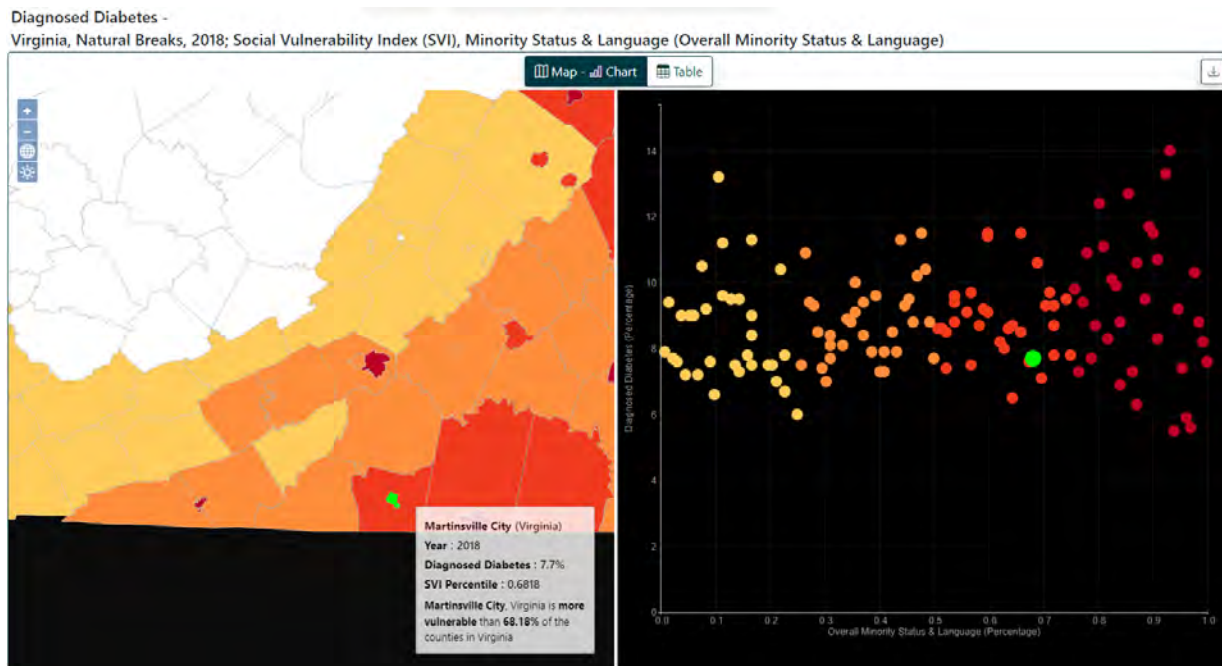 Diagnosed Diabetes -
Virginia, Natural Breaks, 2018; Social Vulnerability Index (SVI), Minority Status & Language (Overall Minority Status & Language)
Map - Chart
Table
+
−
Martinsville City (Virginia)
Year : 2018
Diagnosed Diabetes : 7.7%
SVI Percentile : 0.6818
Martinsville City, Virginia is more
vulnerable than 68.18% of the
counties in Virginia
Diagnosed Diabetes (Percentage)
14
12
10
8
6
4
2
0
0.0 0.1 0.2 0.3 0.4 0.5 0.6 0.7 0.8 0.9 1.0
Overall Minority Status & Language (Percentage)